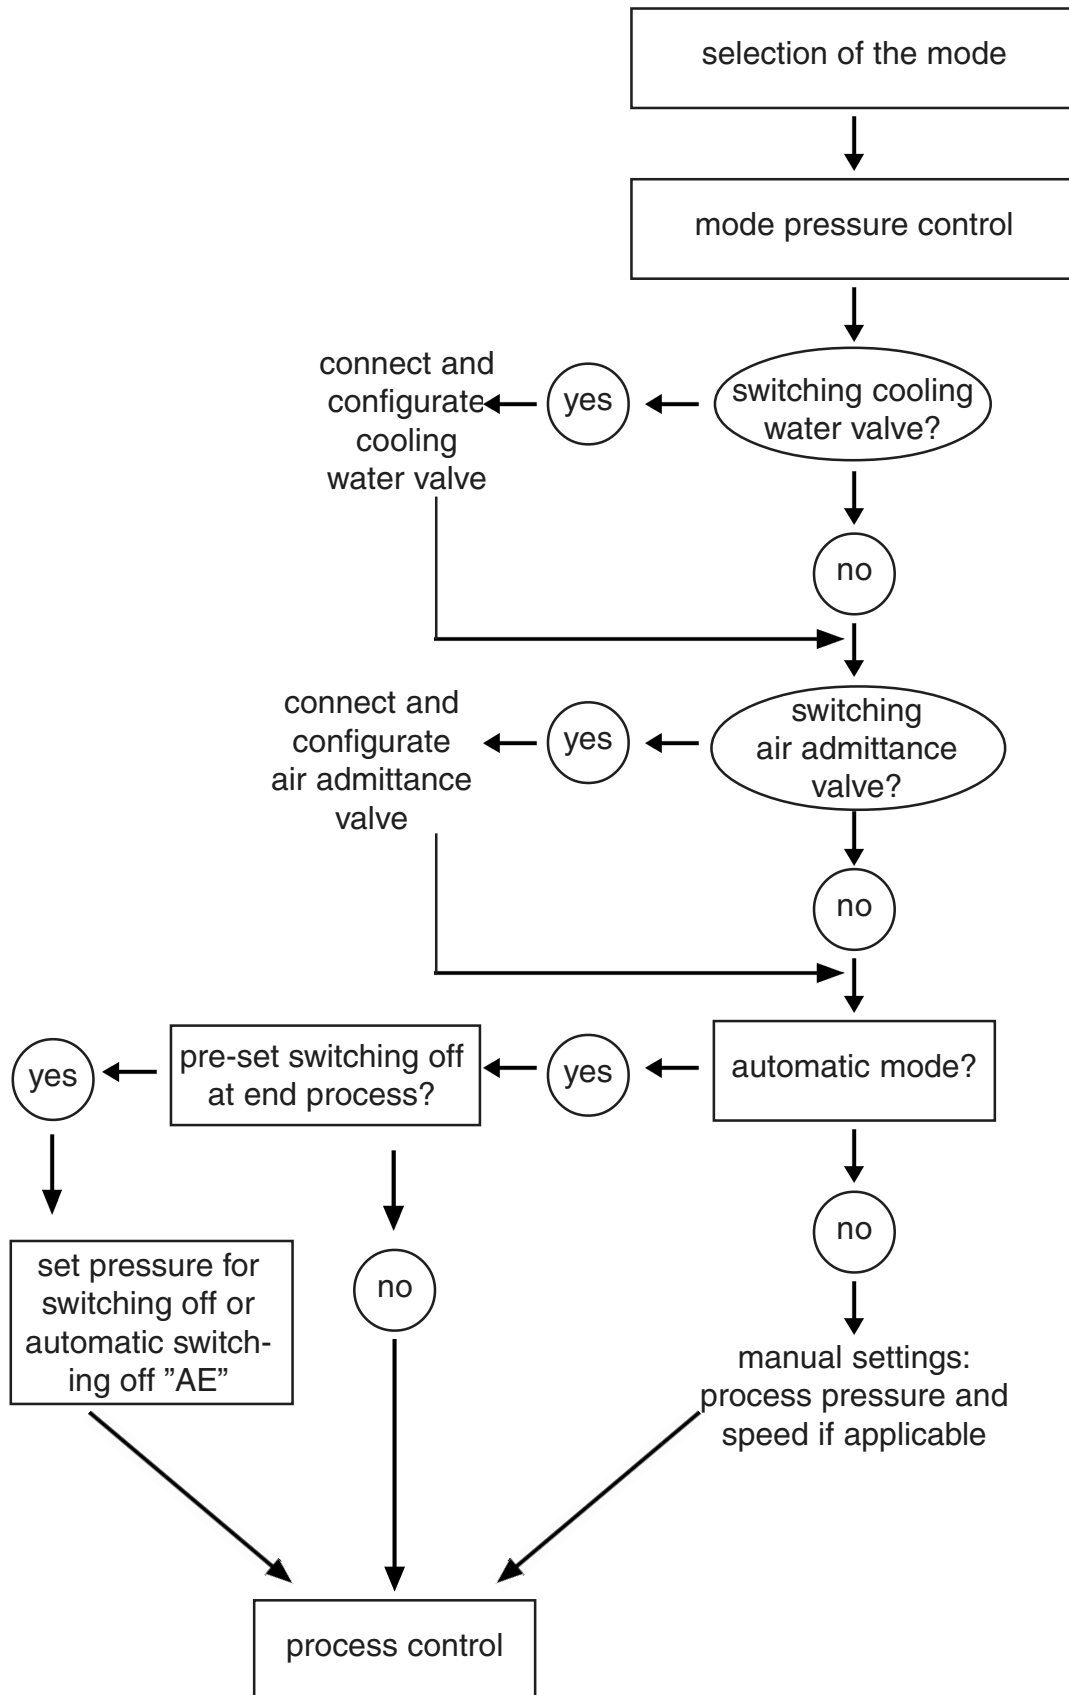 selection of the mode
mode pressure control
switching cooling
water valve?
yes
connect and
configurate
cooling
water valve
no
switching
air admittance
valve?
yes
connect and
configurate
air admittance
valve
no
automatic mode?
yes
pre-set switching off
at end process?
yes
no
no
set pressure for
switching off or
automatic switch-
ing off ”AE”
manual settings:
process pressure and
speed if applicable
process control